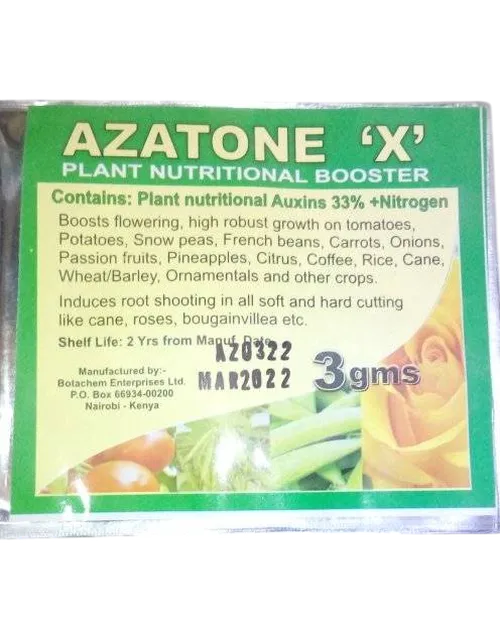 AZATONE ‘X’
PLANT NUTRITIONAL BOOSTER
Contains: Plant nutritional Auxins 33% +Nitrogen
Boosts flowering, high robust growth on tomatoes,
Potatoes, Snow peas, French beans, Carrots, Onions,
Passion fruits, Pineapples, Citrus, Coffee, Rice, Cane,
Wheat/Barley, Ornamentals and other crops.
Induces root shooting in all soft and hard cutting
like cane, roses, bougainvillea etc.
Shelf Life: 2 Yrs from Manuf. Date
AZ0322
MAR2022
3gms
Manufactured by:-
Botachem Enterprises Ltd.
P.O. Box 66934-00200
Nairobi - Kenya